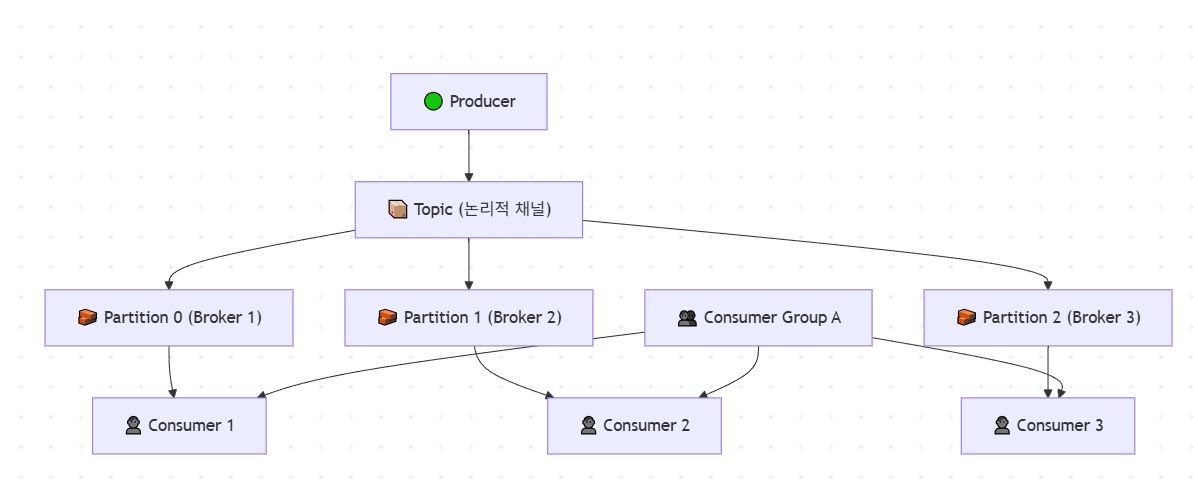 Producer
Topic (논리적 채널)
Partition 0 (Broker 1)
Partition 1 (Broker 2)
Consumer Group A
Partition 2 (Broker 3)
Consumer 1
Consumer 2
Consumer 3